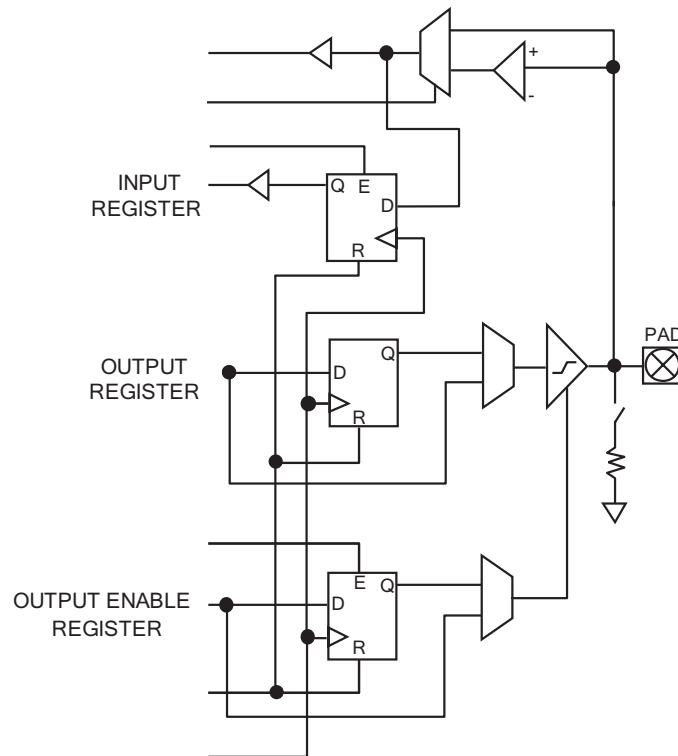 +
-
INPUT
REGISTER
Q E
D
R
PAD
OUTPUT
REGISTER
Q
D
R
OUTPUT ENABLE
REGISTER
E Q
D
R